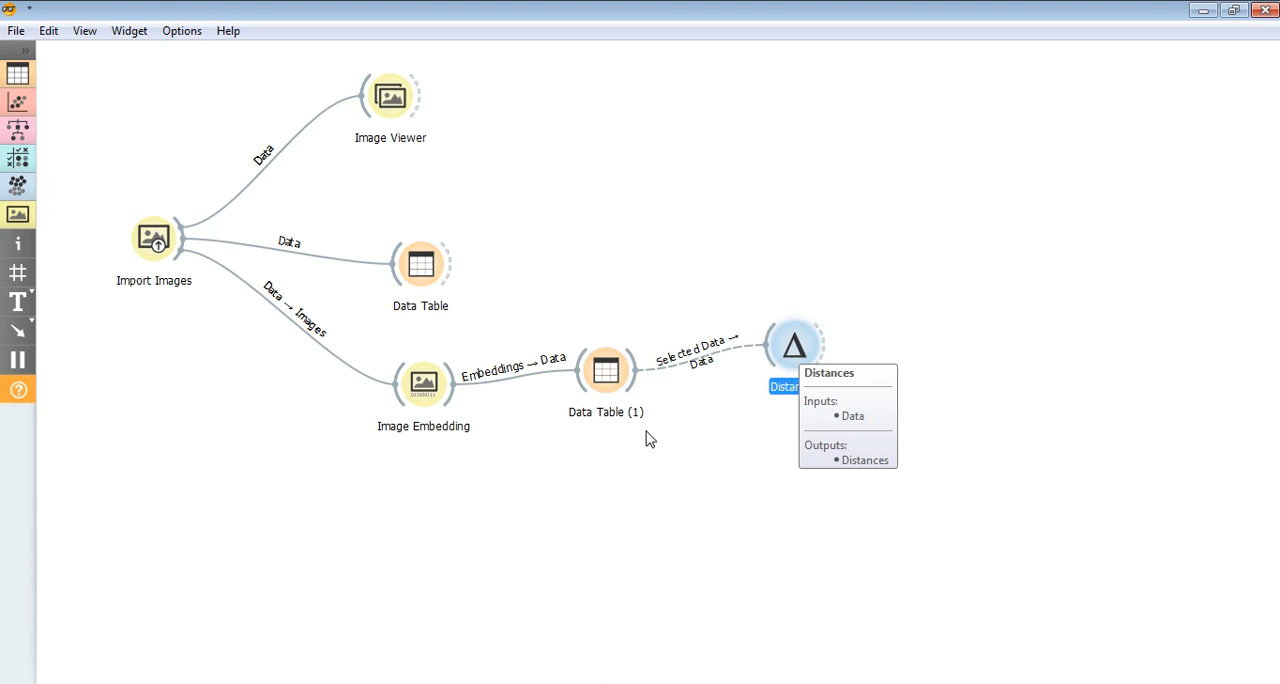 *
File Edit View Widget Options Help
Image Viewer
Data
Import Images
Data
Data Table
Data → Images
Image Embedding
Embeddings → Data
Data Table (1)
Selected Data →
Data
Distan
Distances
Inputs:
• Data
Outputs:
• Distances